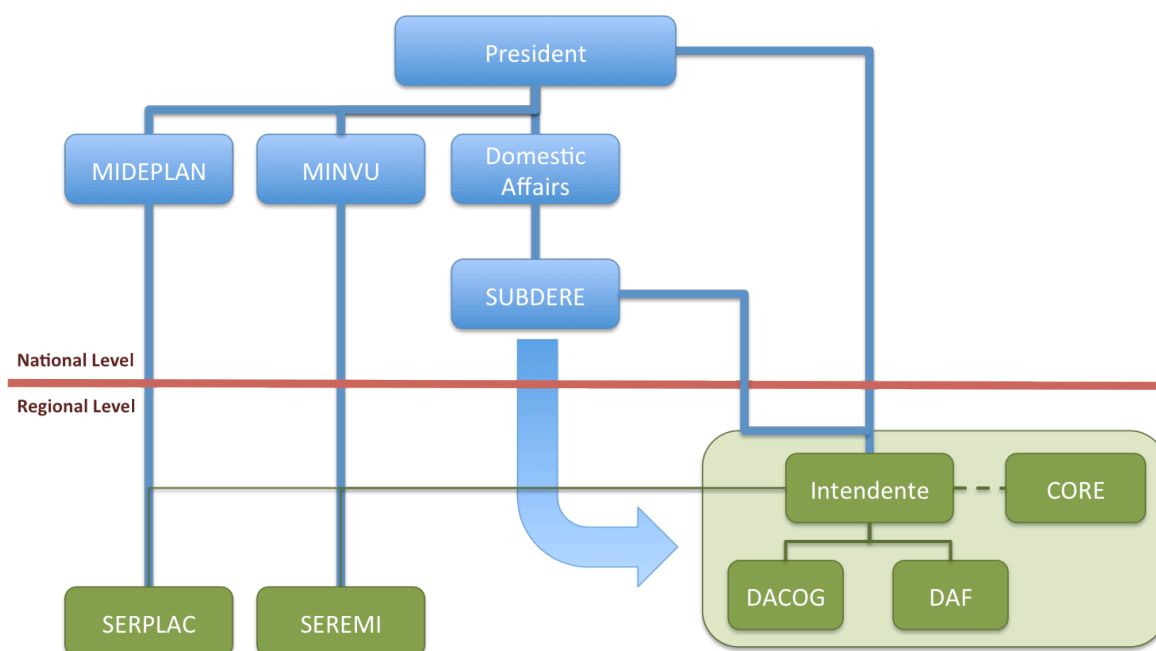 President
MIDEPLAN
MINVU
Domestic
Affairs
SUBDERE
National Level
Regional Level
Intendente
CORE
DACOG
DAF
SERPLAC
SEREMI